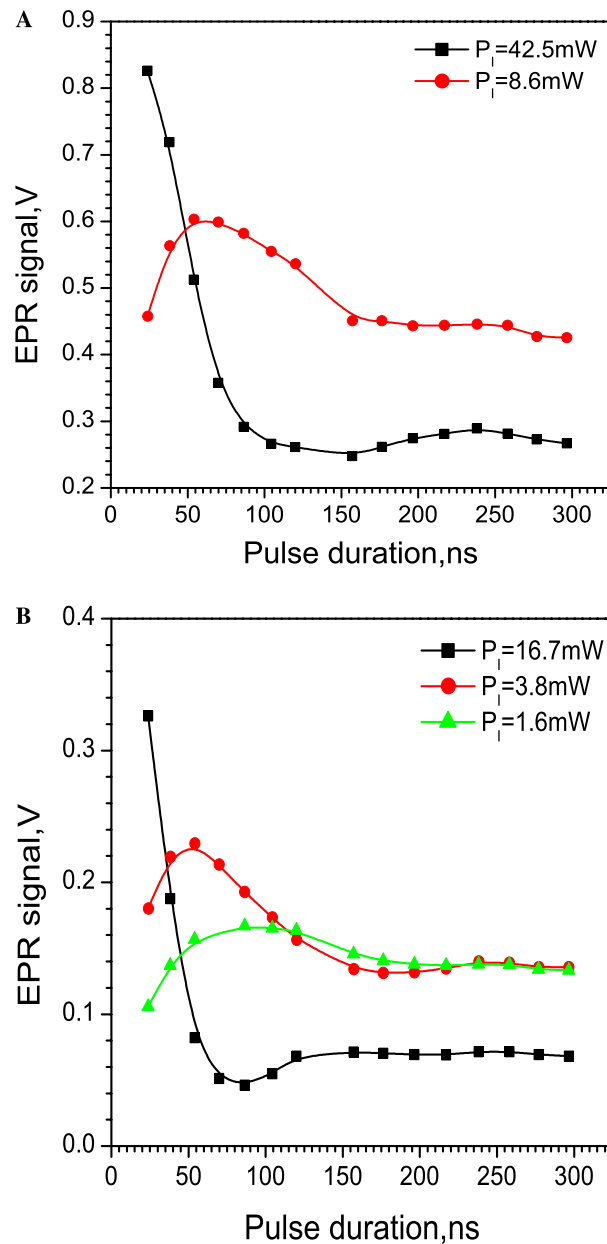 A
0.9
0.8
0.7
0.6
0.5
0.4
0.3
0.2
EPR signal,V
P_l=42.5mW
P_l=8.6mW
0 50 100 150 200 250 300
Pulse duration,ns
B
0.4
0.3
0.2
0.1
0.0
EPR signal,V
P_l=16.7mW
P_l=3.8mW
P_l=1.6mW
0 50 100 150 200 250 300
Pulse duration,ns